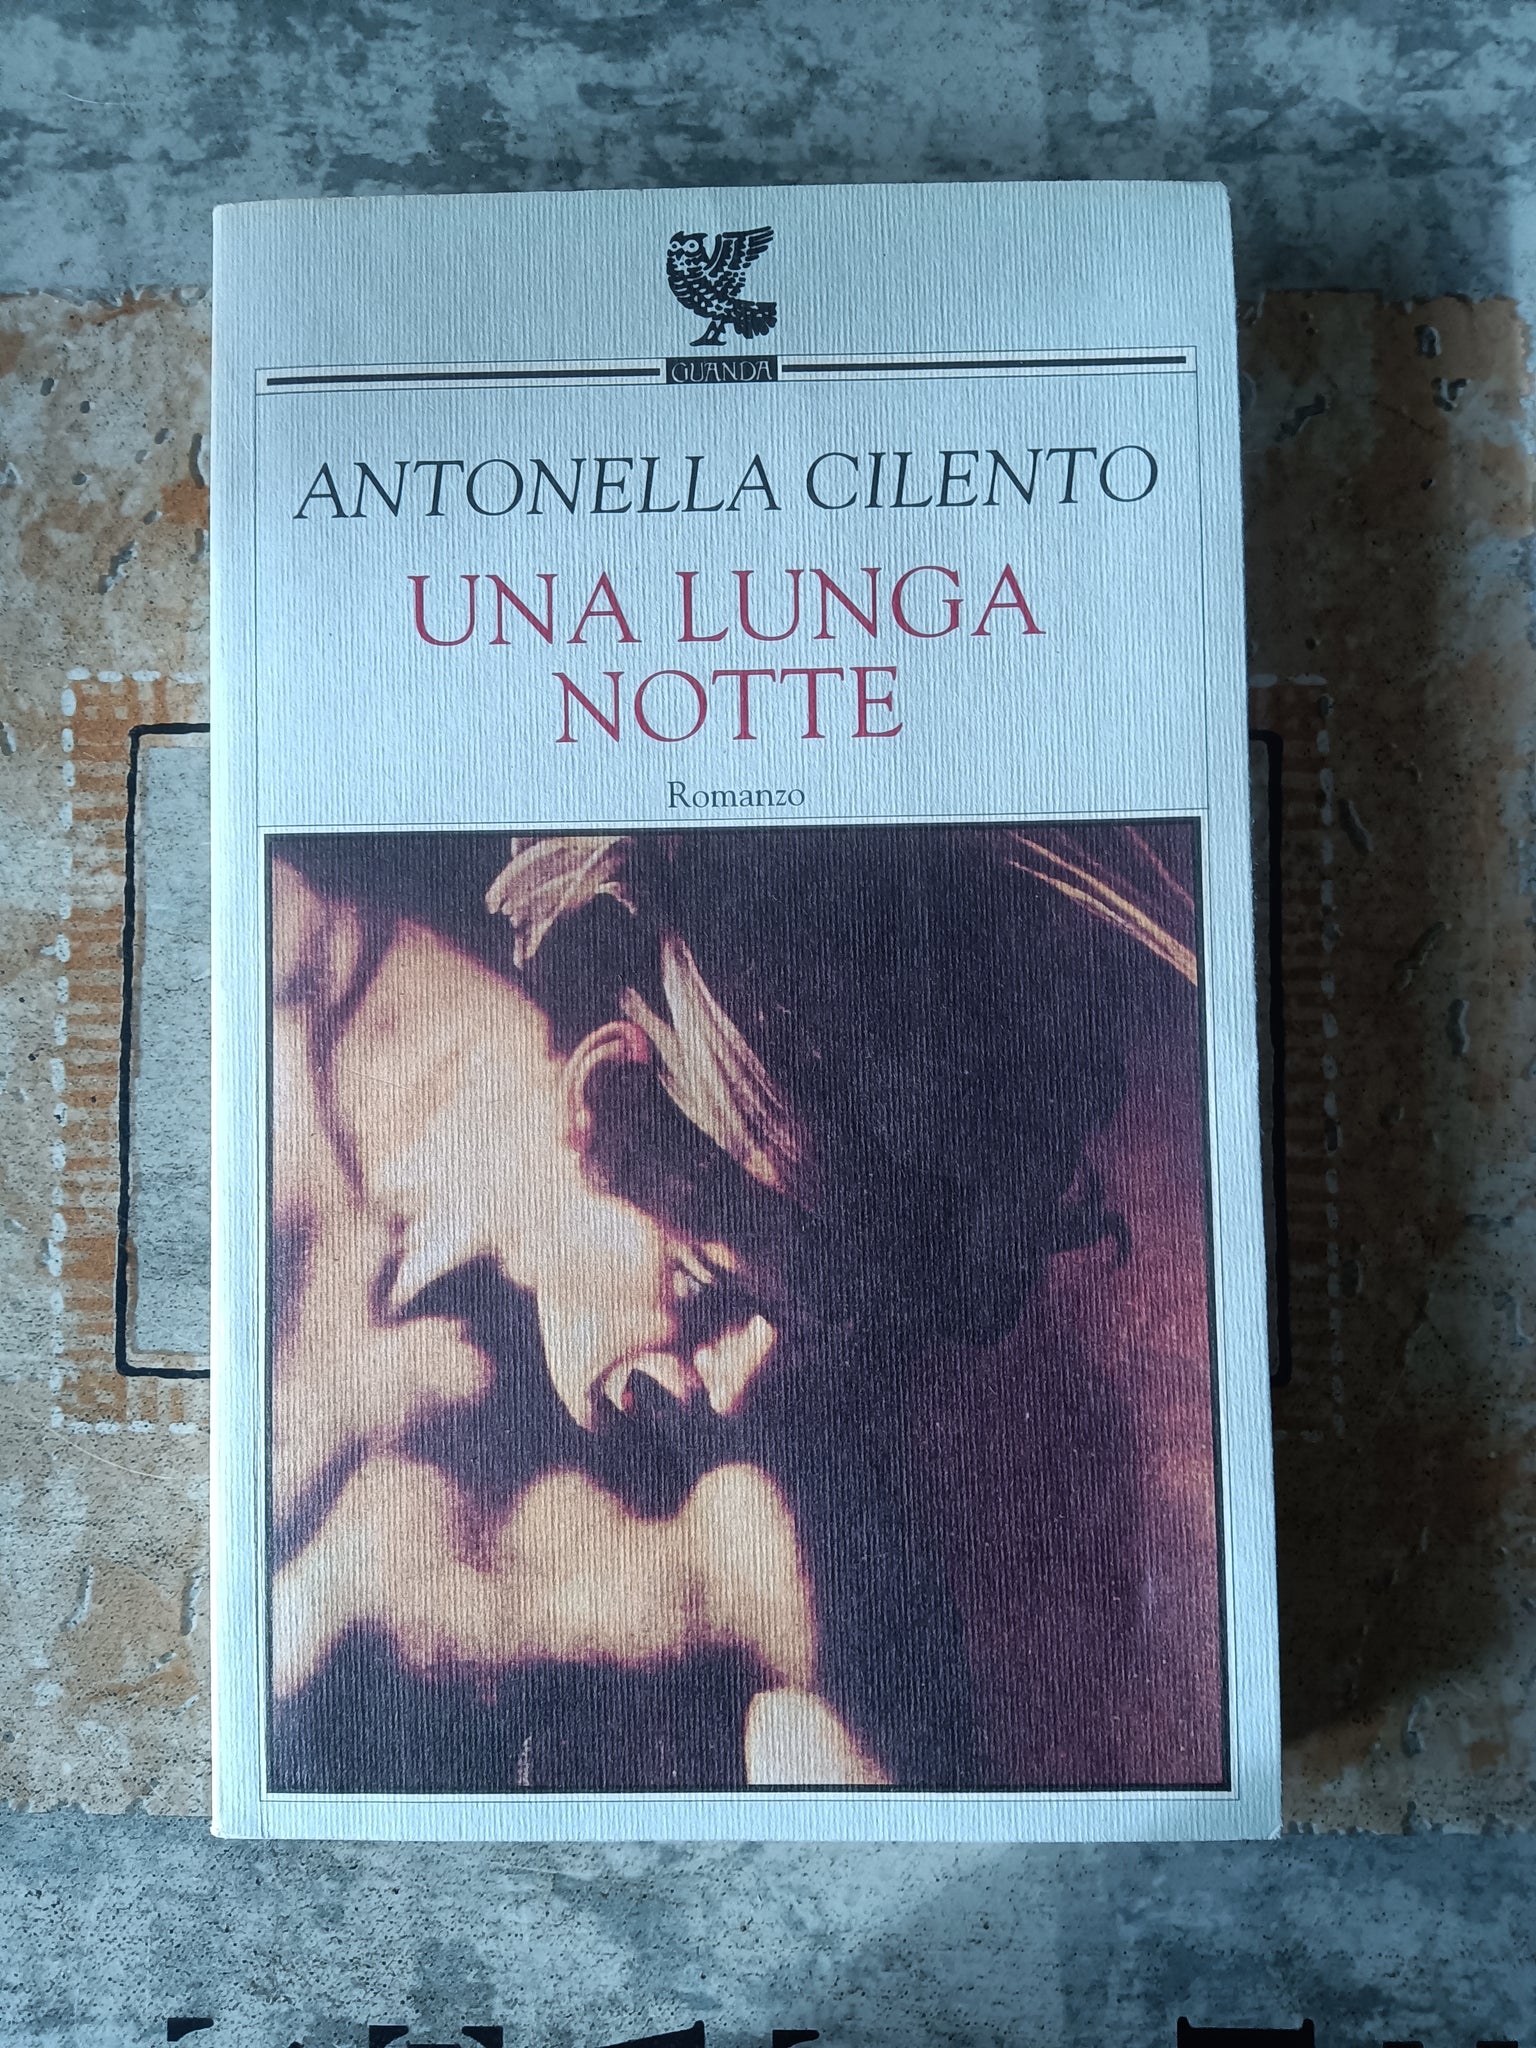 GUANDA
ANTONELLA CILENTO
UNA LUNGA
NOTTE
Romanzo